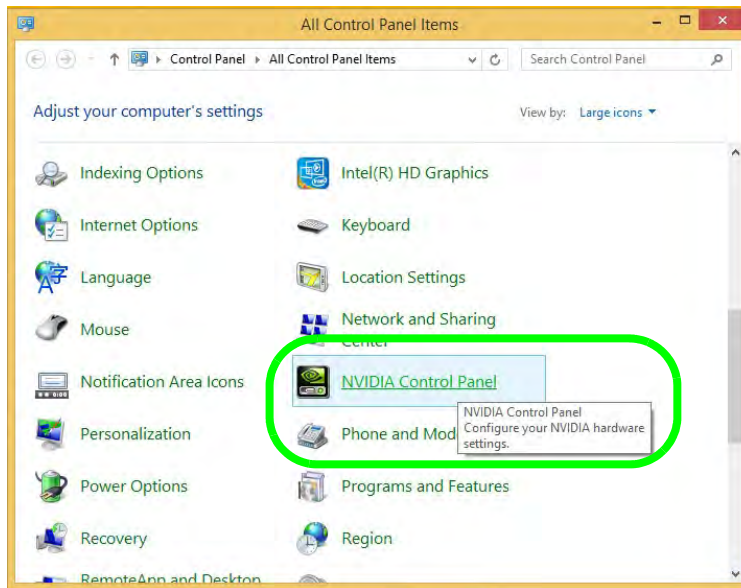 All Control Panel Items
Control Panel All Control Panel Items
Search Control Panel
Adjust your computer's settings
View by: Large icons
Indexing Options
Intel(R) HD Graphics
Internet Options
Keyboard
Language
Location Settings
Mouse
Network and Sharing
Center
Notification Area Icons
NVIDIA Control Panel
NVIDIA Control Panel
Configure your NVIDIA hardware
settings.
Personalization
Phone and Mod
Power Options
Programs and Features
Recovery
Region
RemoteApp and Desktop